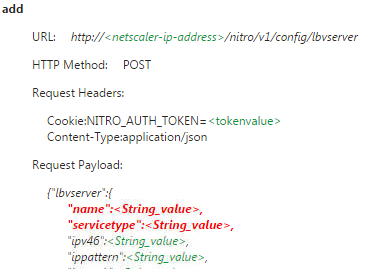 add
URL: http://<netscaler-ip-address>/nitro/v1/config/lbvserver
HTTP Method: POST
Request Headers:
Cookie:NITRO_AUTH_TOKEN=<tokenvalue>
Content-Type:application/json
Request Payload:
{"lbvserver":{
"name":<String_value>,
"servicetype":<String_value>,
"ipv46":<String_value>,
"ippattern":<String_value>,